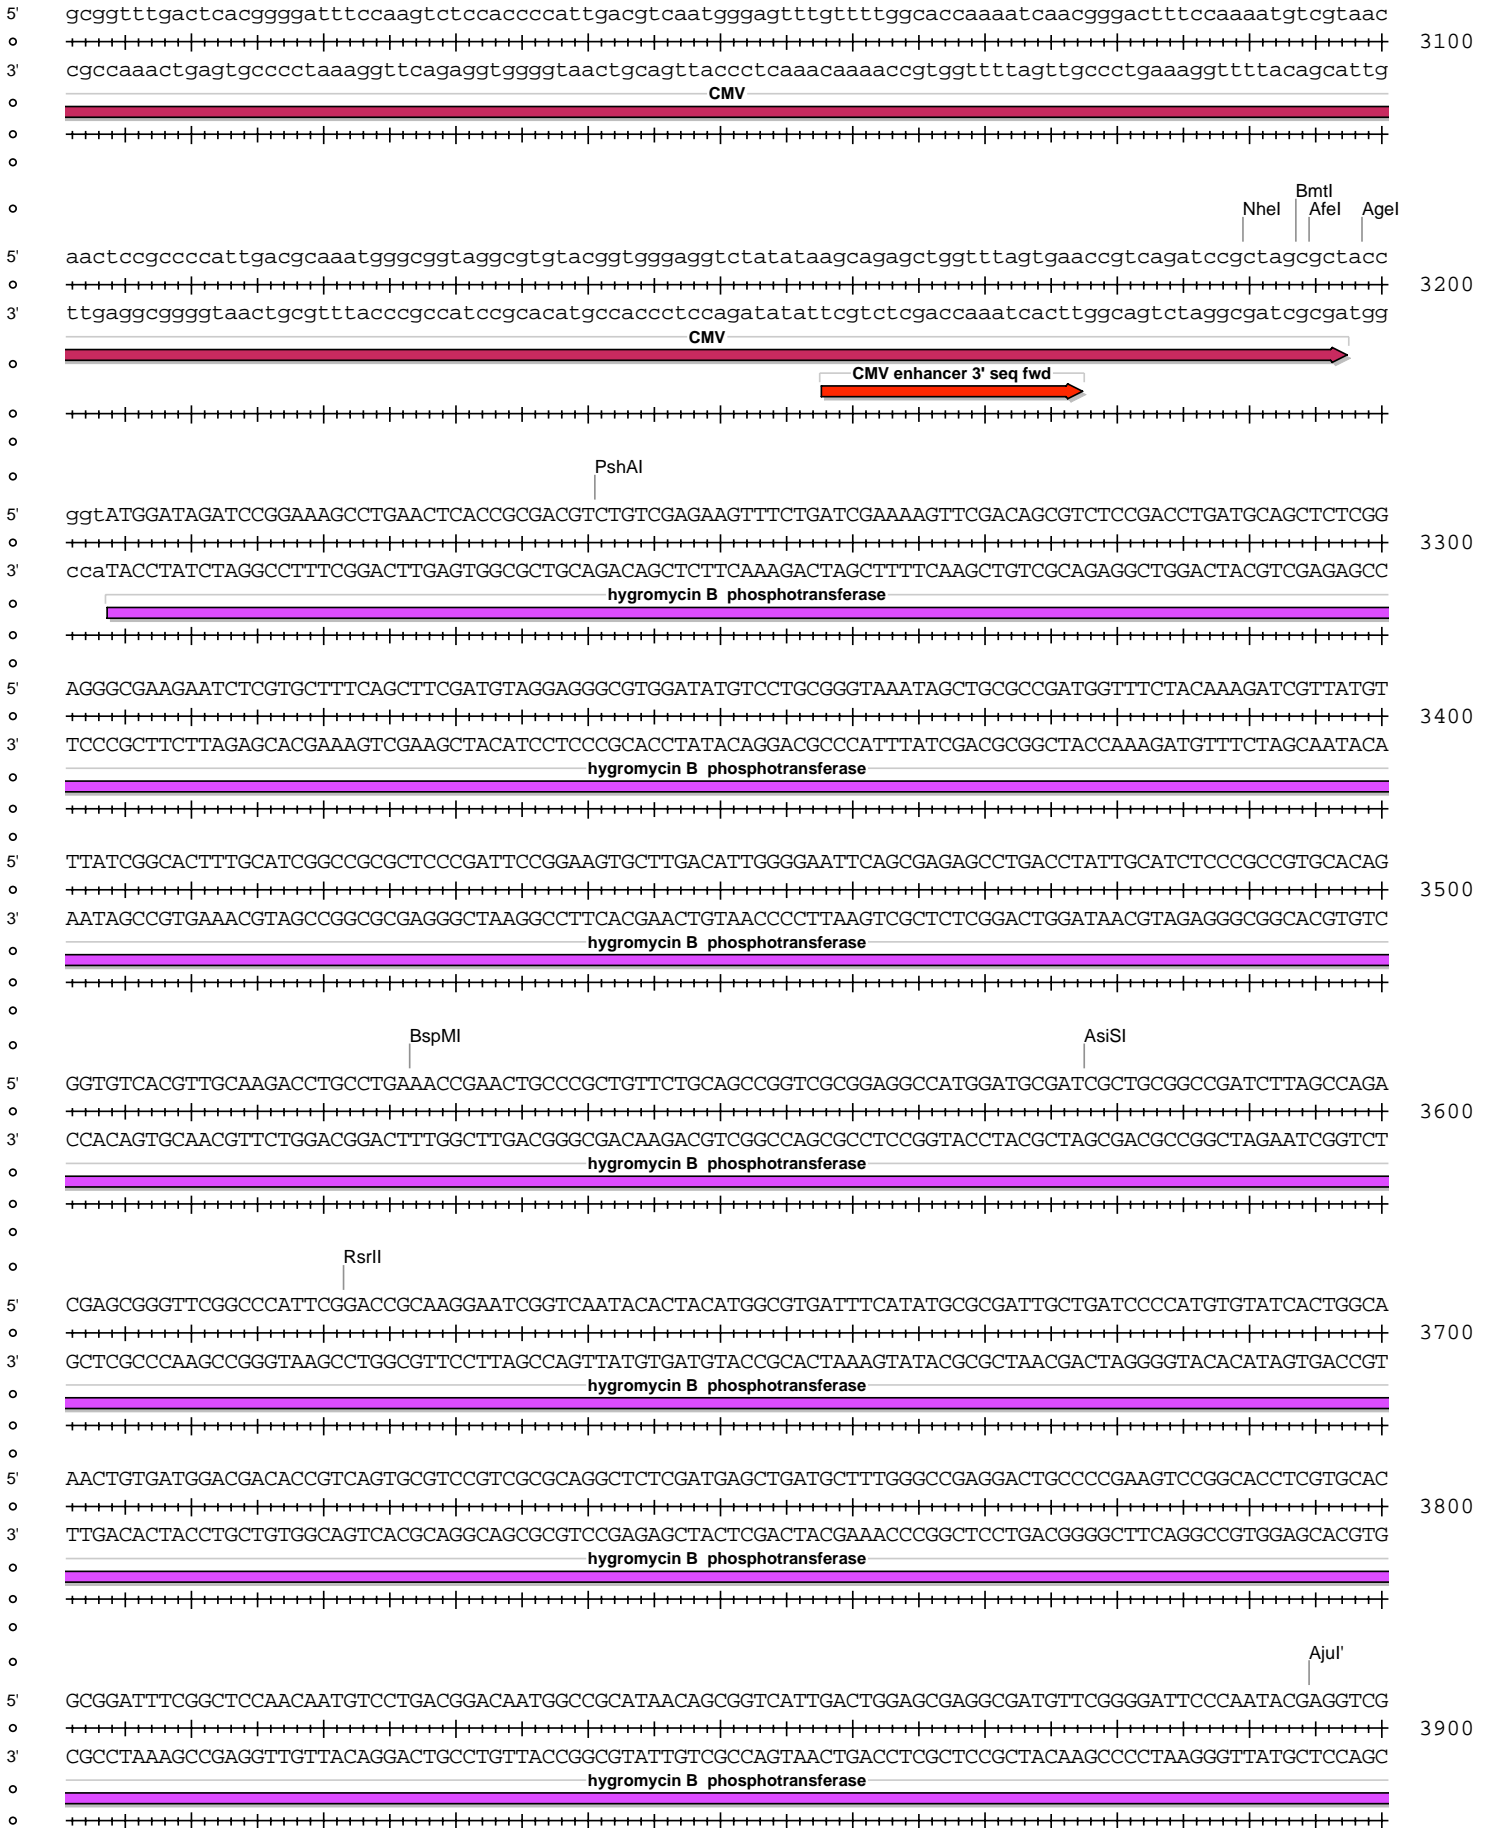 5' gcggtttgactcacggggatttccaagtctccaccccattgacgtcaatgggagtttgttttggcaccaaaatcaacgggactttccaaaatgtcgtaac
3100
3' cgccaaactgagtgcccctaaaggttcagaggtggggtaactgcagttaccctcaaacaaaaccgtggttttagttgccctgaaaggttttacagcattg
CMV
BmtI
NheI AfeI AgeI
5' aactccgccccattgacgcaaatgggcggtaggcgtgtacggtgggaggtctatataagcagagctggtttagtgaaccgtcagatccgctagcgctacc
3200
3' ttgaggcggggtaactgcgtttacccgccatccgcacatgccaccctccagatatattcgtctcgaccaaatcacttggcagtctaggcgatcgcgatgg
CMV
CMV enhancer 3' seq fwd
PshAI
5' ggtATGGATAGATCCGGAAAGCCTGAACTCACCGCGACGTCTGTCGAGAAGTTTCTGATCGAAAAGTTCGACAGCGTCTCCGACCTGATGCAGCTCTCGG
3300
3' ccaTACCTATCTAGGCCTTTCGGACTTGAGTGGCGCTGCAGACAGCTCTTCAAAGACTAGCTTTTCAAGCTGTCGCAGAGGCTGGACTACGTCGAGAGCC
hygromycin B phosphotransferase
5' AGGGCGAAGAATCTCGTGCTTTCAGCTTCGATGTAGGAGGGCGTGGATATGTCCTGCGGGTAAATAGCTGCGCCGATGGTTTCTACAAAGATCGTTATGT
3400
3' TCCCGCTTCTTAGAGCACGAAAGTCGAAGCTACATCCTCCCGCACCTATACAGGACGCCCATTTATCGACGCGGCTACCAAAGATGTTTCTAGCAATACA
hygromycin B phosphotransferase
5' TTATCGGCACTTTGCATCGGCCGCGCTCCCGATTCCGGAAGTGCTTGACATTGGGGAATTCAGCGAGAGCCTGACCTATTGCATCTCCCGCCGTGCACAG
3500
3' AATAGCCGTGAAACGTAGCCGGCGCGAGGGCTAAGGCCTTCACGAACTGTAACCCCTTAAGTCGCTCTCGGACTGGATAACGTAGAGGGCGGCACGTGTC
hygromycin B phosphotransferase
BspMI AsiSI
5' GGTGTCACGTTGCAAGACCTGCCTGAAACCGAACTGCCCGCTGTTCTGCAGCCGGTCGCGGAGGCCATGGATGCGATCGCTGCGGCCGATCTTAGCCAGA
3600
3' CCACAGTGCAACGTTCTGGACGGACTTTGGCTTGACGGGCGACAAGACGTCGGCCAGCGCCTCCGGTACCTACGCTAGCGACGCCGGCTAGAATCGGTCT
hygromycin B phosphotransferase
RsrII
5' CGAGCGGGTTCGGCCCATTCGGACCGCAAGGAATCGGTCAATACACTACATGGCGTGATTTCATATGCGCGATTGCTGATCCCCATGTGTATCACTGGCA
3700
3' GCTCGCCCAAGCCGGGTAAGCCTGGCGTTCCTTAGCCAGTTATGTGATGTACCGCACTAAAGTATACGCGCTAACGACTAGGGGTACACATAGTGACCGT
hygromycin B phosphotransferase
5' AACTGTGATGGACGACACCGTCAGTGCGTCCGTCGCGCAGGCTCTCGATGAGCTGATGCTTTGGGCCGAGGACTGCCCCGAAGTCCGGCACCTCGTGCAC
3800
3' TTGACACTACCTGCTGTGGCAGTCACGCAGGCAGCGCGTCCGAGAGCTACTCGACTACGAAACCCGGCTCCTGACGGGGCTTCAGGCCGTGGAGCACGTG
hygromycin B phosphotransferase
AjuI'
5' GCGGATTTCGGCTCCAACAATGTCCTGACGGACAATGGCCGCATAACAGCGGTCATTGACTGGAGCGAGGCGATGTTCGGGGATTCCCAATACGAGGTCG
3900
3' CGCCTAAAGCCGAGGTTGTTACAGGACTGCCTGTTACCGGCGTATTGTCGCCAGTAACTGACCTCGCTCCGCTACAAGCCCCTAAGGGTTATGCTCCAGC
hygromycin B phosphotransferase